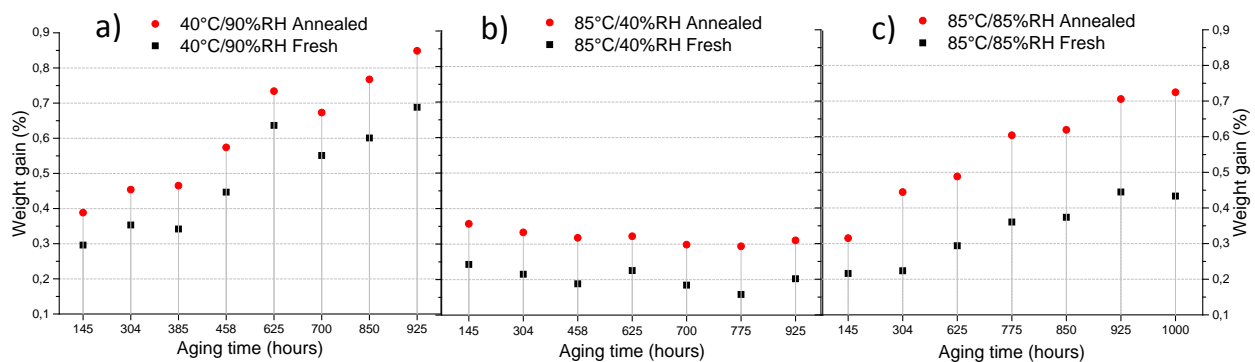 a)
40°C/90%RH Annealed
40°C/90%RH Fresh
Weight gain (%)
0,9
0,8
0,7
0,6
0,5
0,4
0,3
0,2
0,1
145 304 385 458 625 700 850 925
Aging time (hours)
b)
85°C/40%RH Annealed
85°C/40%RH Fresh
145 304 458 625 700 775 925
Aging time (hours)
c)
85°C/85%RH Annealed
85°C/85%RH Fresh
145 304 625 775 850 925 1000
Aging time (hours)
0,9
0,8
0,7
0,6
0,5
0,4
0,3
0,2
0,1
Weight gain (%)